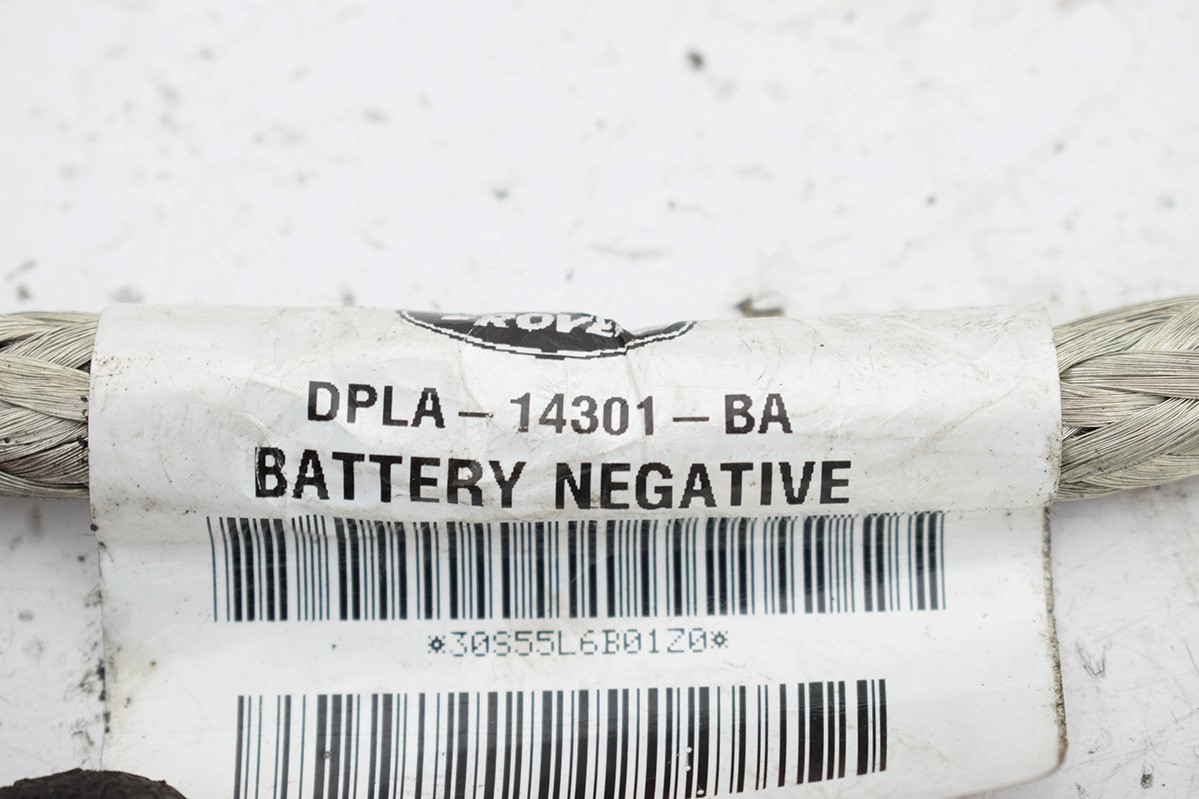 DPLA-14301-BA
BATTERY NEGATIVE
*30S55L6B01Z0*